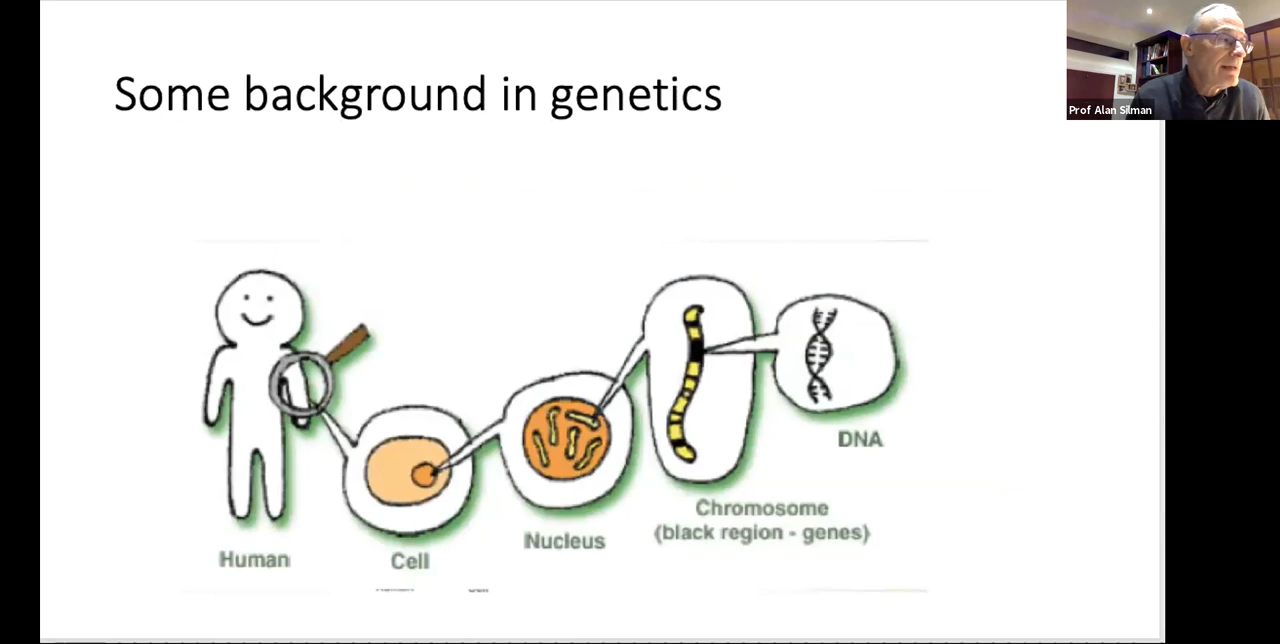 Some background in genetics
Prof Alan Silman
Human
Cell
Nucleus
Chromosome
(black region - genes)
DNA